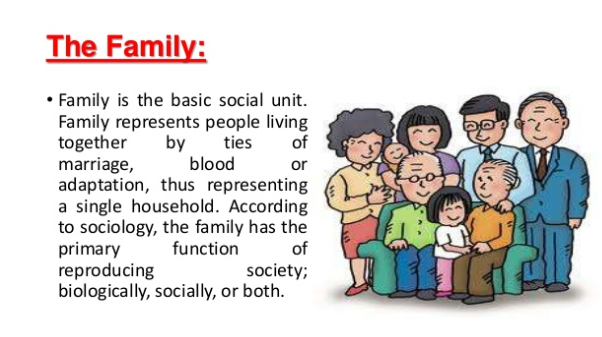 The Family:
• Family is the basic social unit.
Family represents people living
together by ties of
marriage, blood or
adaptation, thus representing
a single household. According
to sociology, the family has the
primary function of
reproducing society;
biologically, socially, or both.